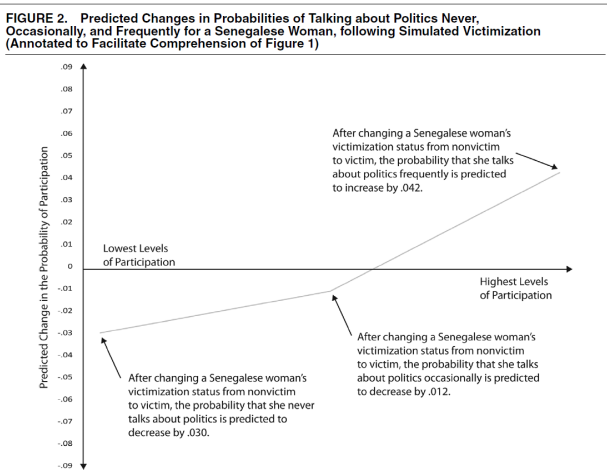 FIGURE 2. Predicted Changes in Probabilities of Talking about Politics Never,
Occasionally, and Frequently for a Senegalese Woman, following Simulated Victimization
(Annotated to Facilitate Comprehension of Figure 1)
Predicted Change in the Probability of Participation
.09
.08
.07
.06
.05
.04
.03
.02
.01
0
-.01
-.02
-.03
-.04
-.05
-.06
-.07
-.08
-.09
After changing a Senegalese woman's
victimization status from nonvictim
to victim, the probability that she talks
about politics frequently is predicted
to increase by .042.
Lowest Levels
of Participation
Highest Levels
of Participation
After changing a Senegalese woman's
victimization status from nonvictim
to victim, the probability that she talks
about politics occasionally is predicted
to decrease by .012.
After changing a Senegalese woman's
victimization status from nonvictim
to victim, the probability that she never
talks about politics is predicted to
decrease by .030.